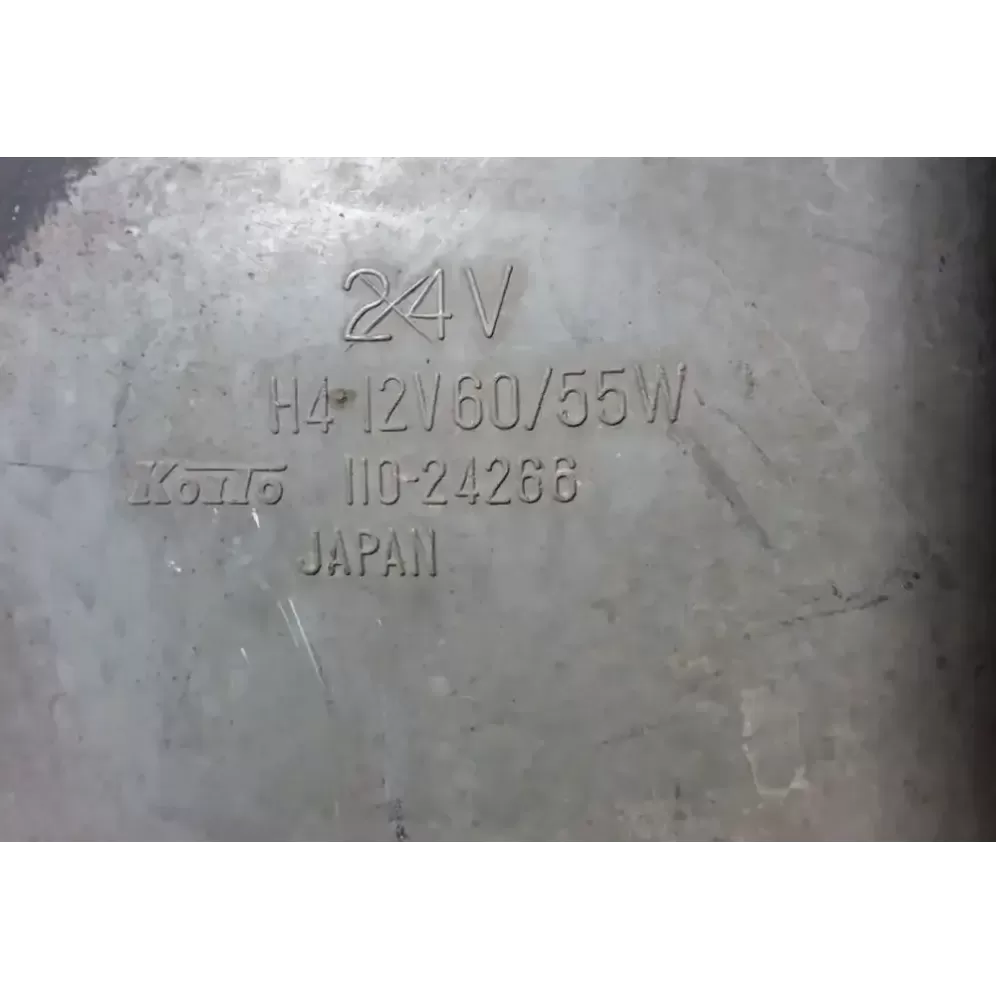 24V
H4 12V60/55W
KOITO 110-24266
JAPAN